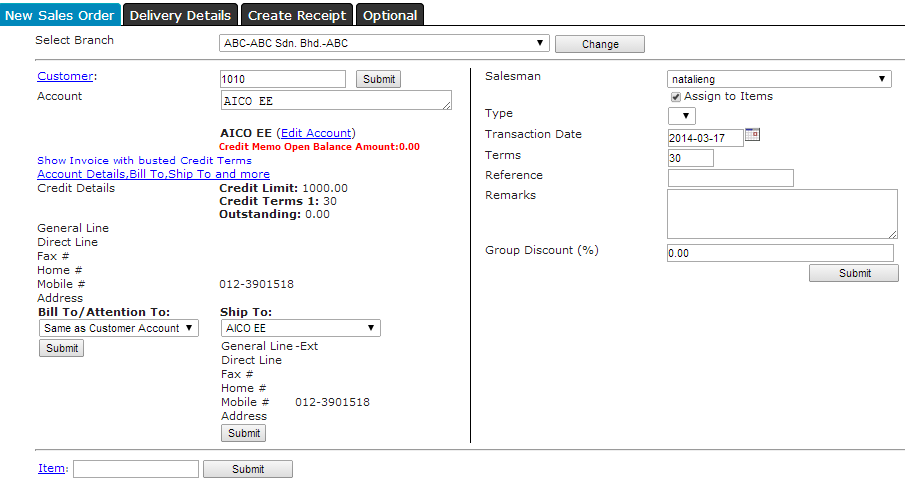 New Sales Order Delivery Details Create Receipt Optional
Select Branch ABC-ABC Sdn. Bhd.-ABC Change
Customer: 1010 Submit
Account AICO EE
AICO EE (Edit Account)
Credit Memo Open Balance Amount:0.00
Show Invoice with busted Credit Terms
Account Details,Bill To,Ship To and more
Credit Details Credit Limit: 1000.00
Credit Terms 1: 30
Outstanding: 0.00
General Line
Direct Line
Fax #
Home #
Mobile # 012-3901518
Address
Bill To/Attention To: Ship To:
Same as Customer Account AICO EE
Submit
General Line -Ext
Direct Line
Fax #
Home #
Mobile # 012-3901518
Address
Submit
Salesman natalieng
Assign to Items
Type
Transaction Date 2014-03-17
Terms 30
Reference
Remarks
Group Discount (%) 0.00
Submit
Item: Submit